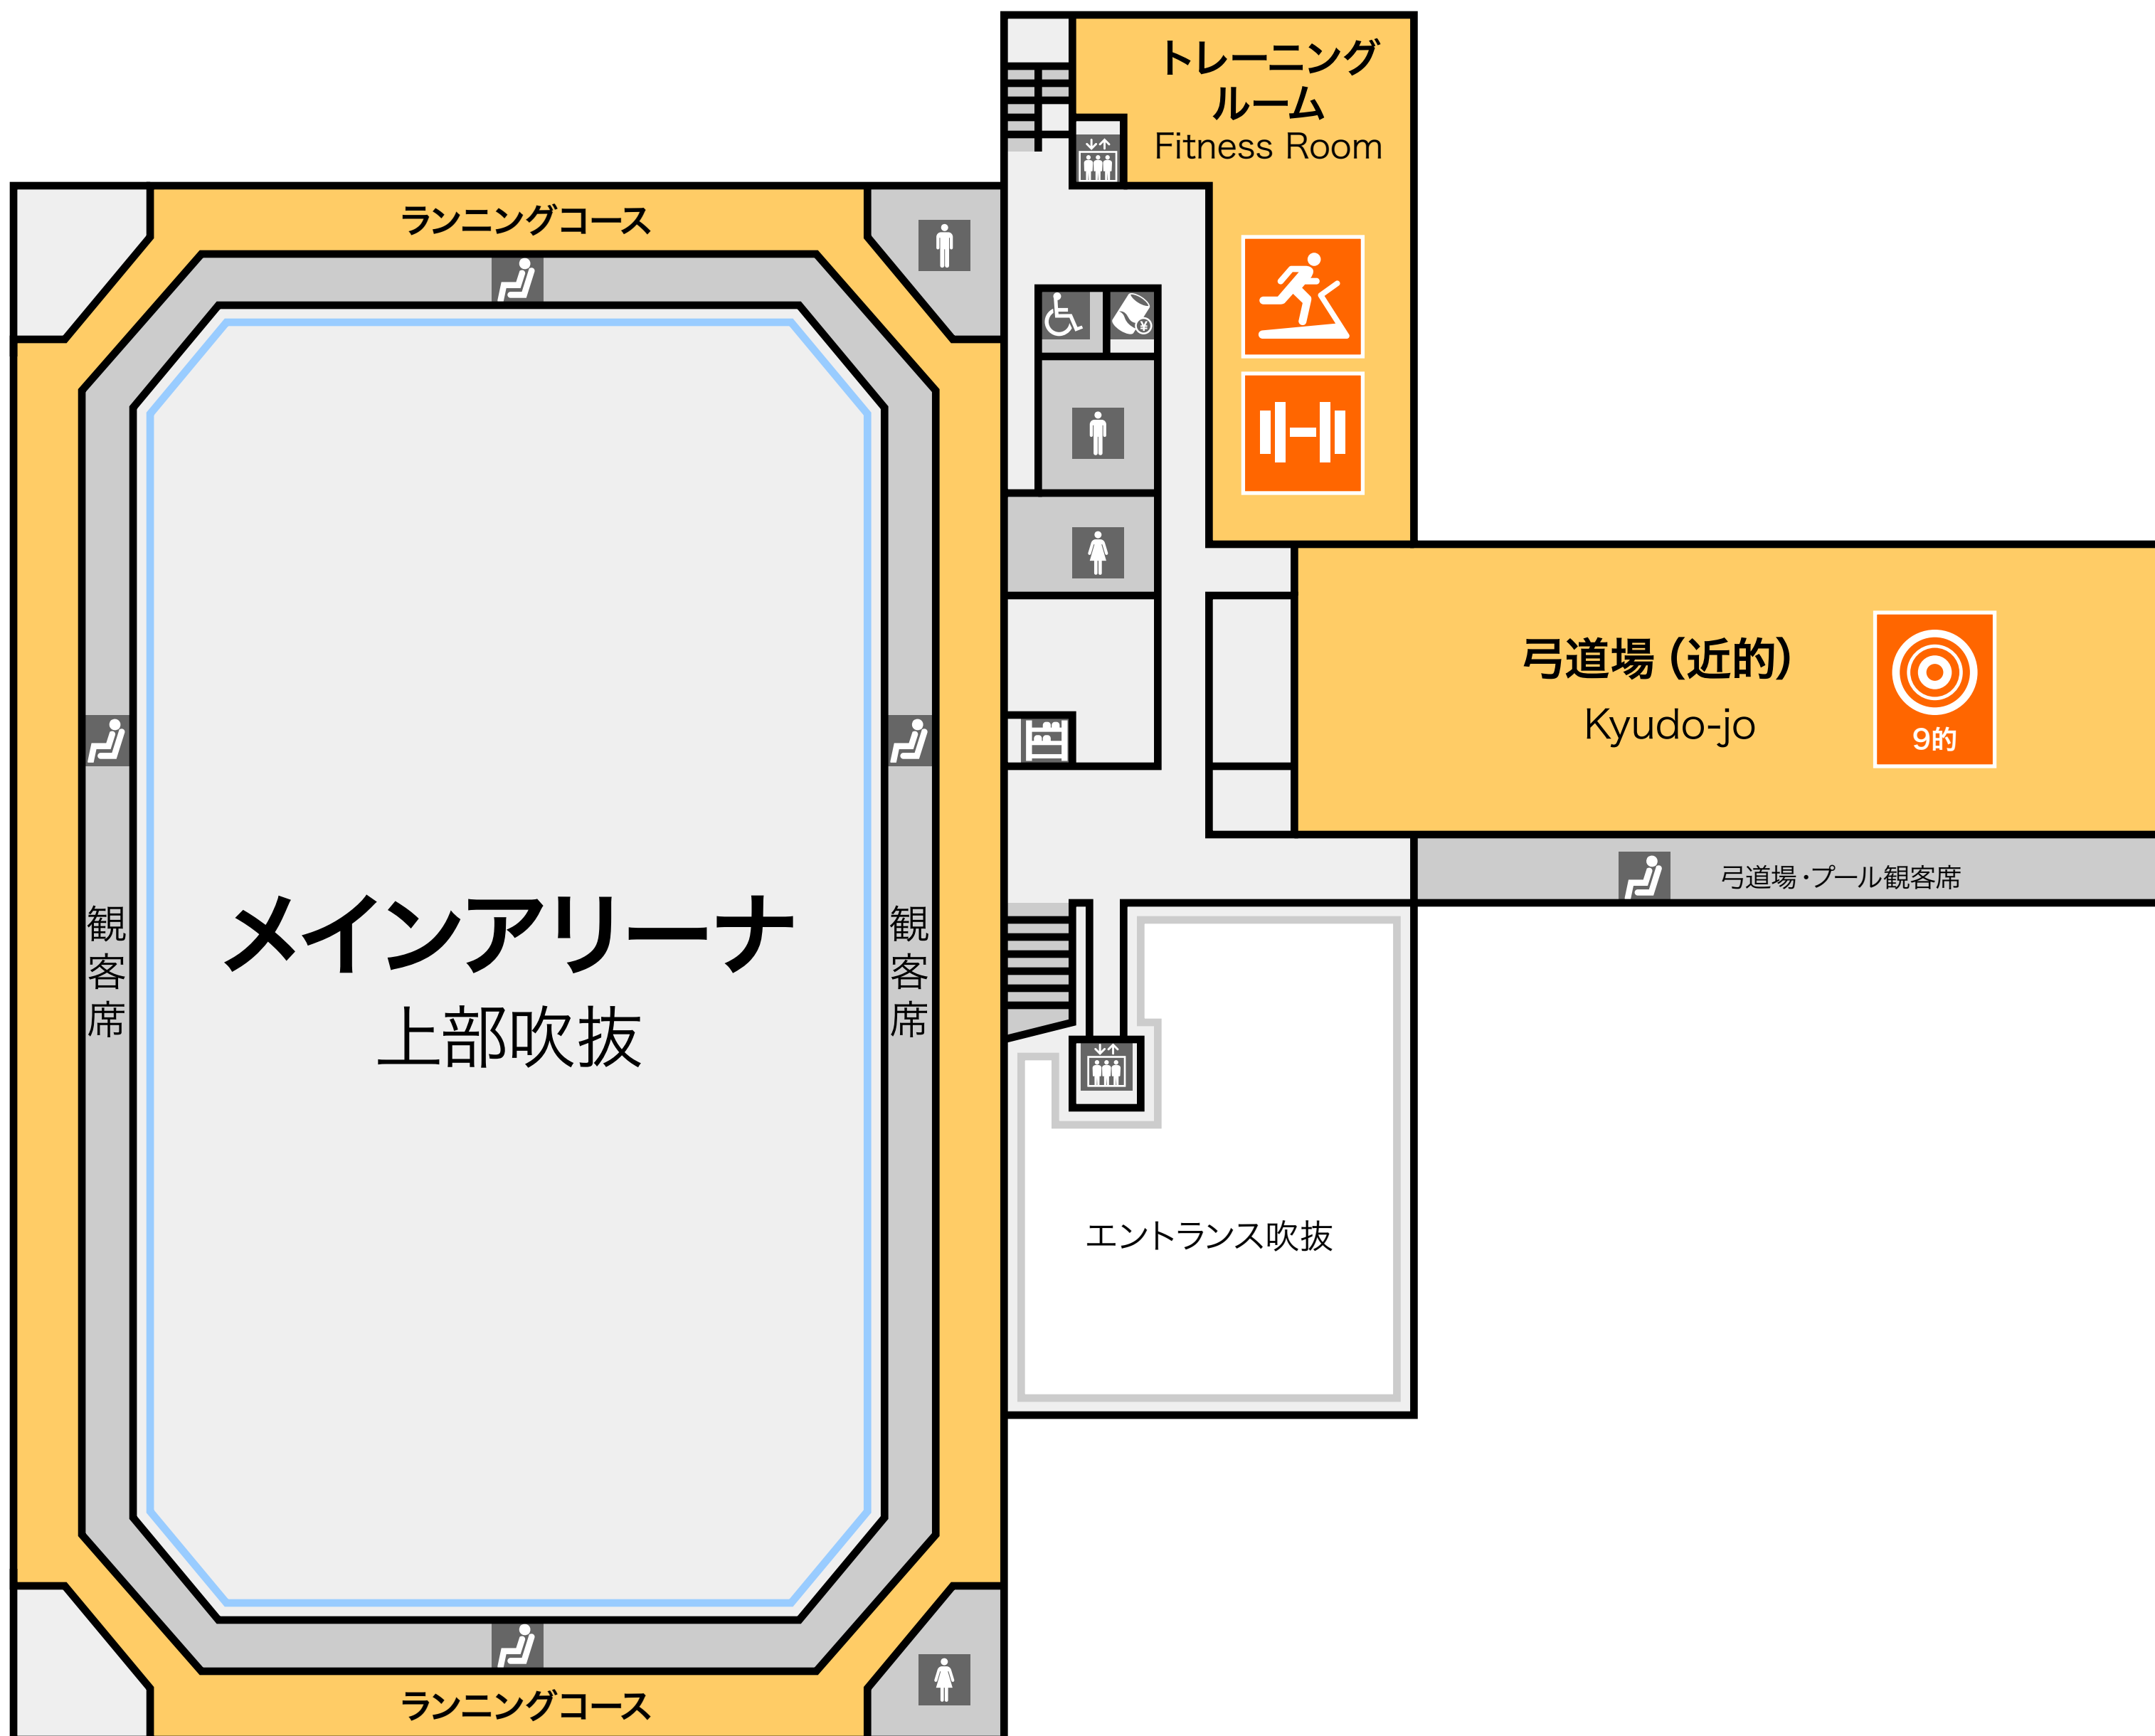 トレーニング
ルーム
Fitness Room
ランニングコース
弓道場（近的）
Kyudo-jo
9的
弓道場・プール観客席
観客席
メインアリーナ
上部吹抜
観客席
エントランス吹抜
ランニングコース